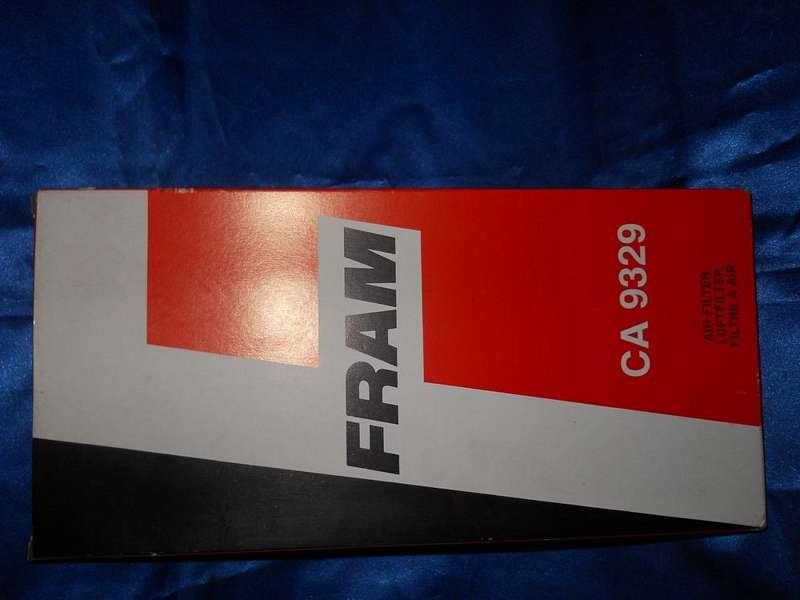 FRAM
CA 9329
AIR FILTER
LUFTFILTER
FILTRE A AIR